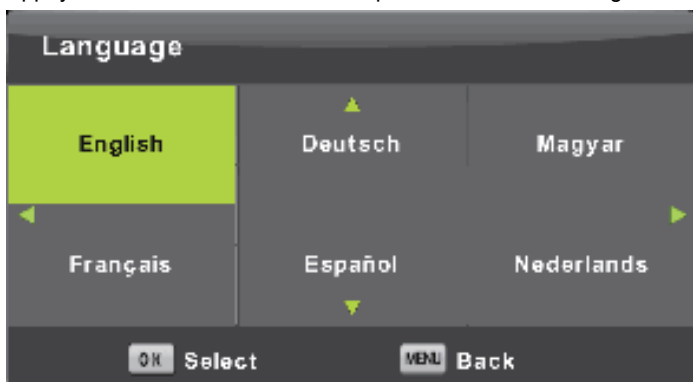 Language
English Deutsch Magyar
Français Español Nederlands
OK Select MENU Back